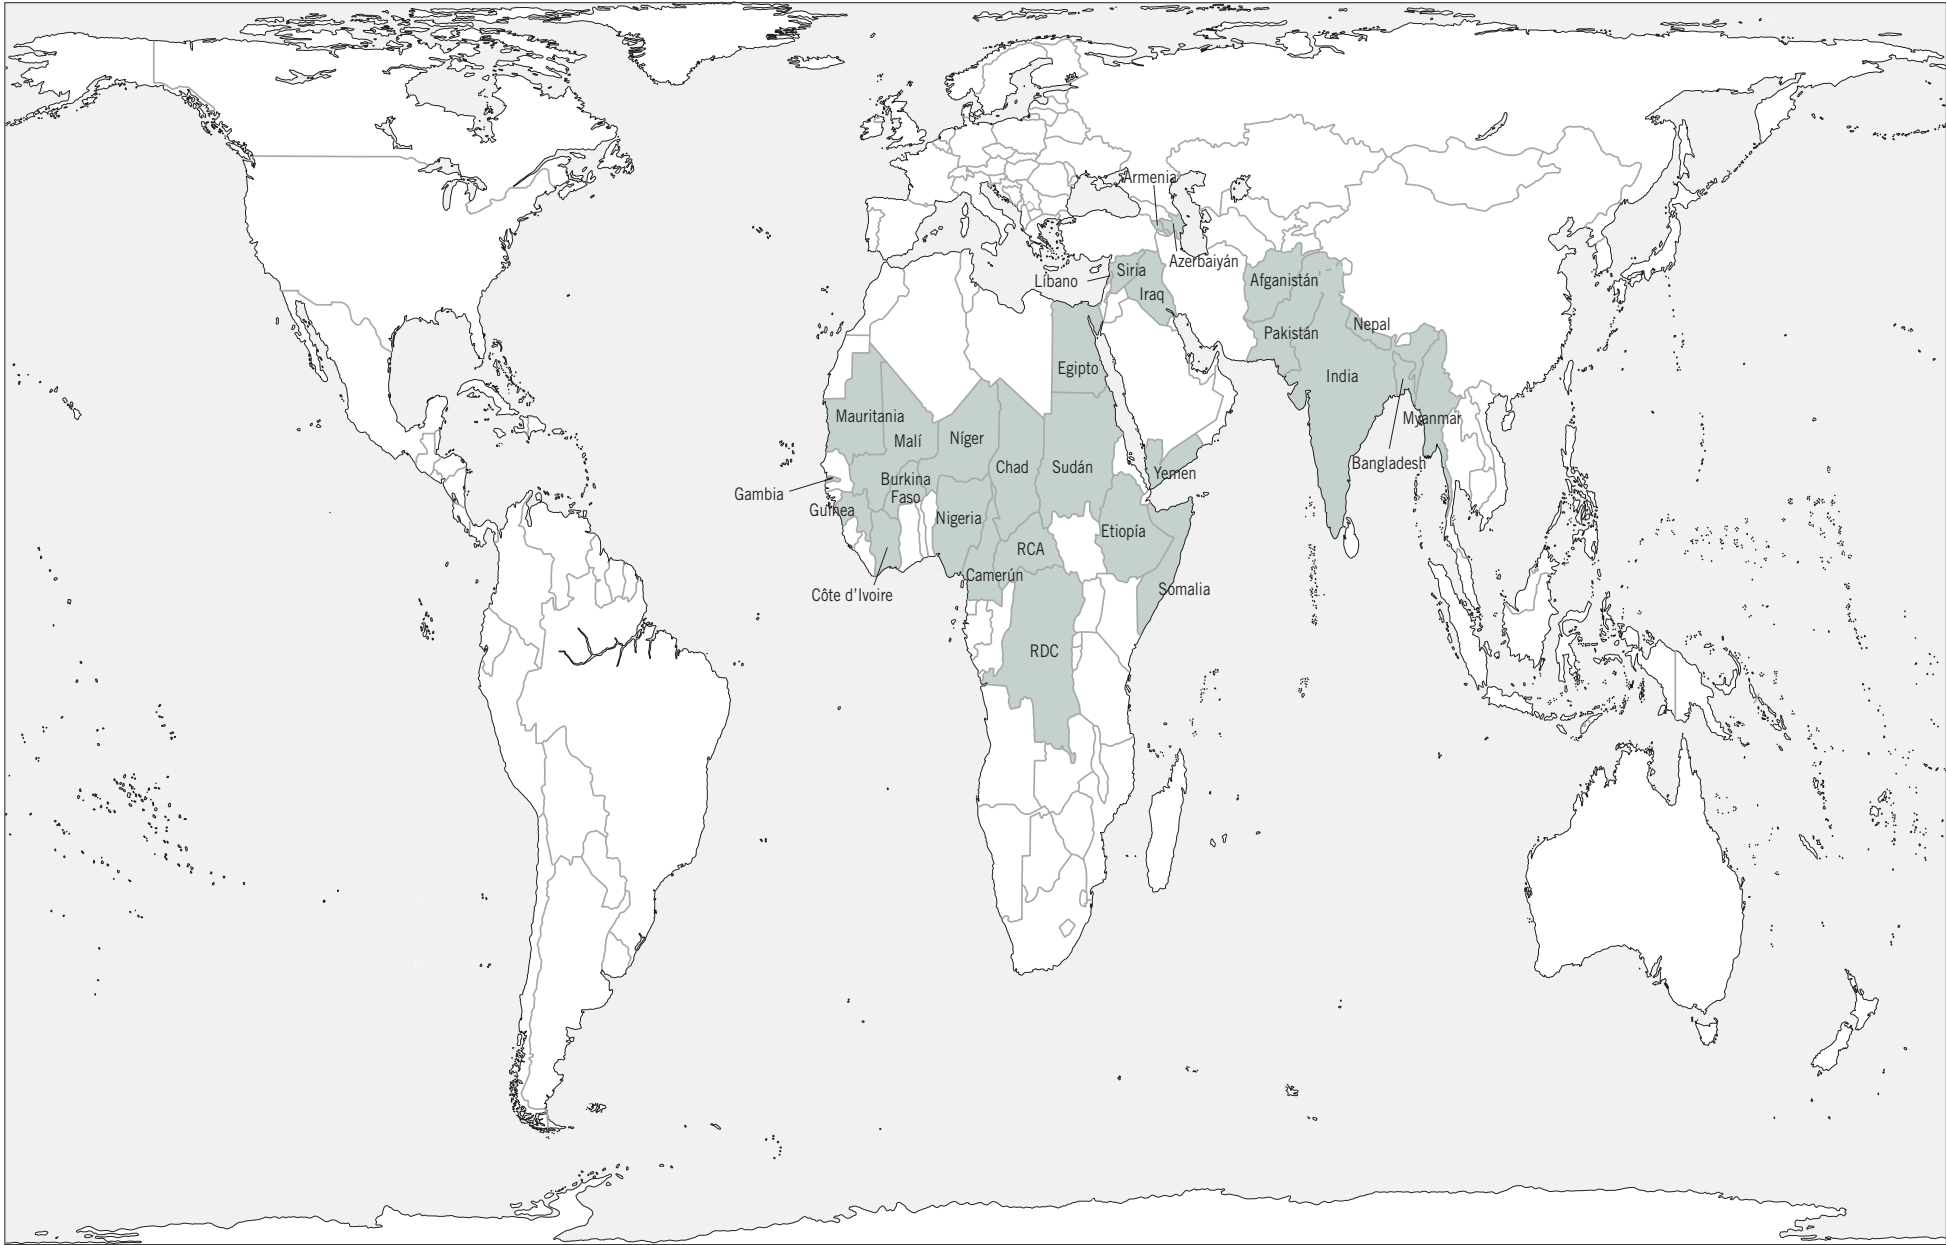 Armenia
Azerbaiyán
Siria
Líbano
Iraq
Afganistán
Pakistán
Nepal
Egipto
India
Mauritania
Malí
Níger
Myanmar
Chad
Sudán
Bangladesh
Yemen
Burkina
Faso
Gambia
Guinea
Nigeria
Etiopía
RCA
Camerún
Somalia
Côte d’Ivoire
RDC